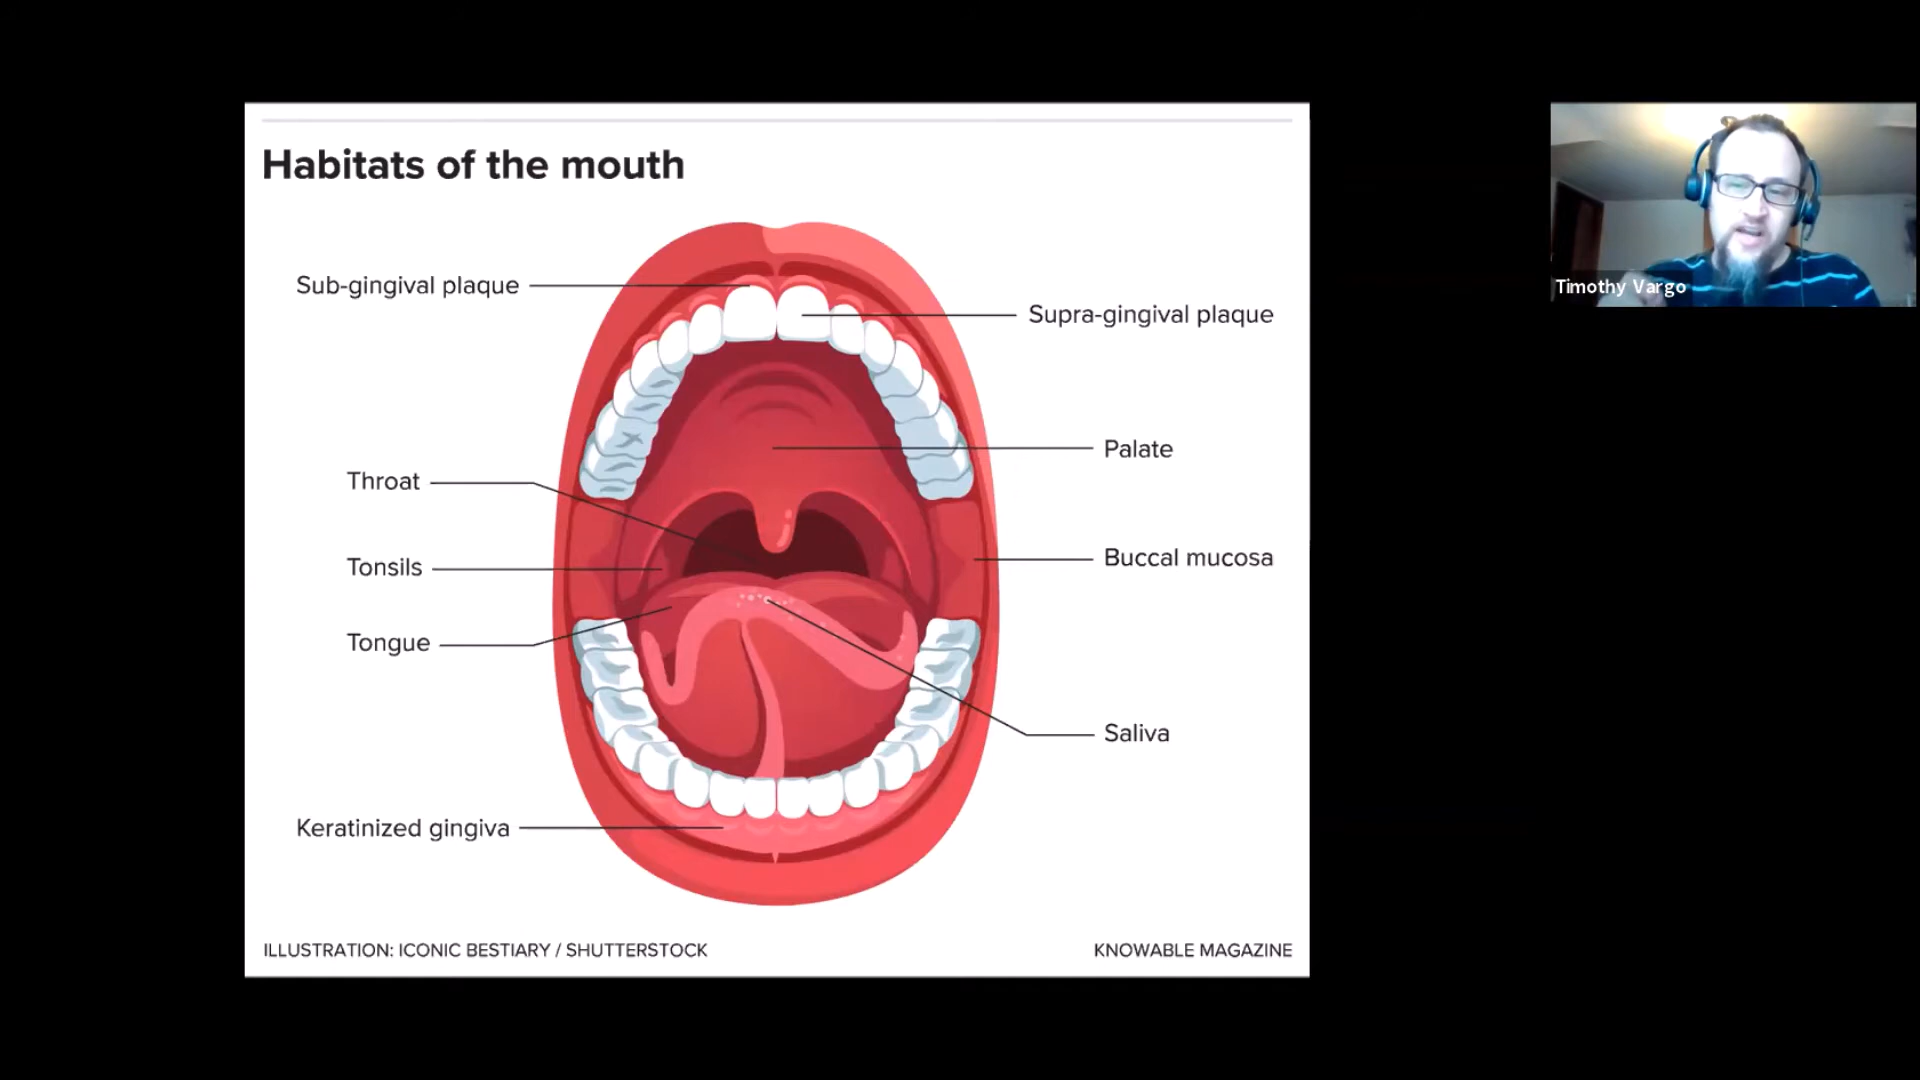 Habitats of the mouth
Sub-gingival plaque
Supra-gingival plaque
Palate
Throat
Buccal mucosa
Tonsils
Tongue
Saliva
Keratinized gingiva
ILLUSTRATION: ICONIC BESTIARY / SHUTTERSTOCK
KNOWABLE MAGAZINE
Timothy Vargo